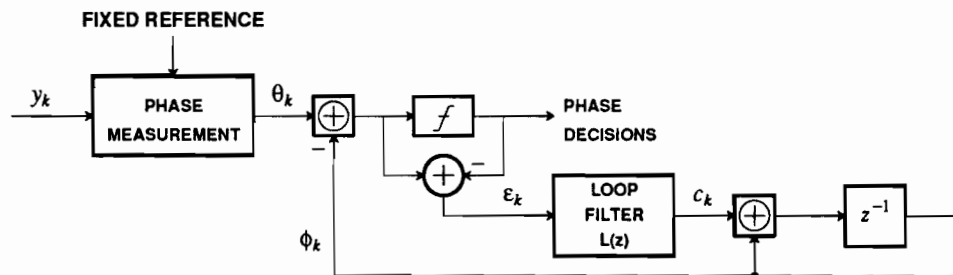 FIXED REFERENCE
y_k
PHASE
MEASUREMENT
θ_k
−
f
−
PHASE
DECISIONS
ε_k
LOOP
FILTER
L(z)
c_k
z^{-1}
ϕ_k